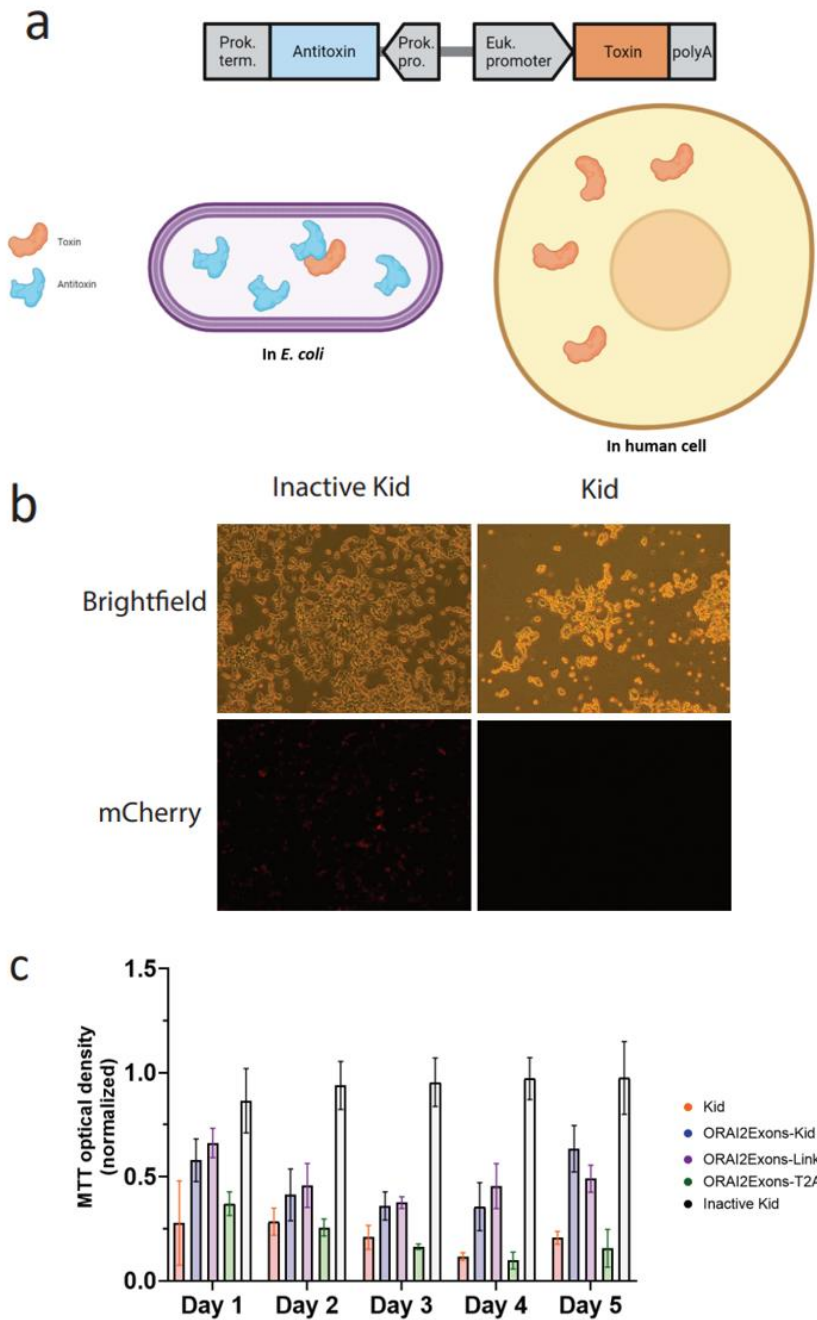 a
Prok.
term.
Antitoxin
Prok.
pro.
Euk.
promoter
Toxin
polyA
Toxin
Antitoxin
In E. coli
In human cell
b
Inactive Kid
Kid
Brightfield
mCherry
c
MTT optical density
(normalized)
1.5
1.0
0.5
0.0
Day 1
Day 2
Day 3
Day 4
Day 5
Kid
ORAI2Exons-Kid
ORAI2Exons-Link
ORAI2Exons-T2A
Inactive Kid